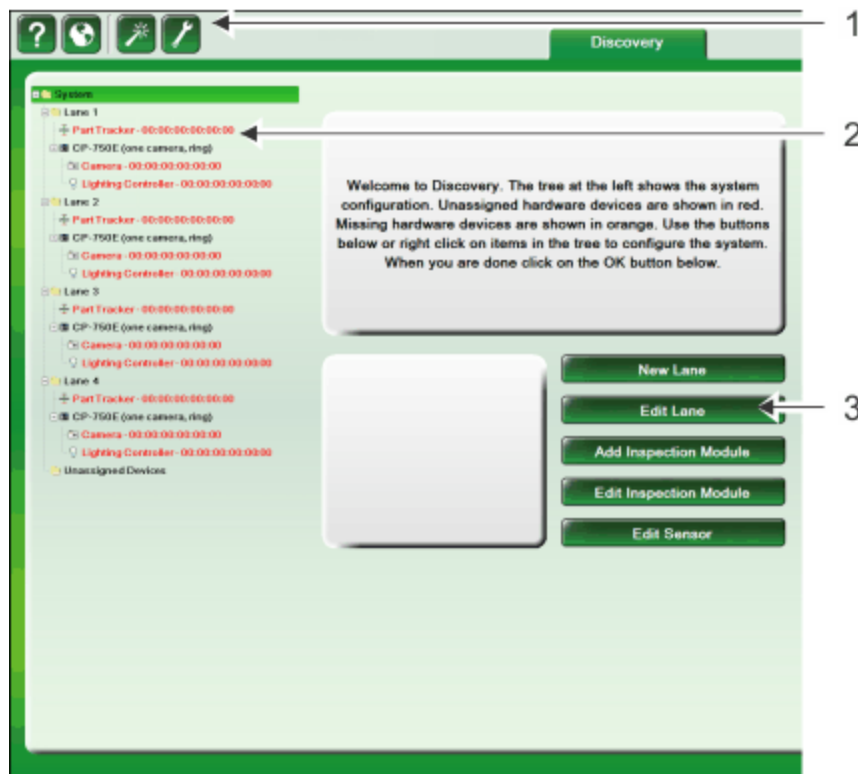 ?
1
Discovery
System
Lane 1
Part Tracker - 00:00:00:00:00:00
2
CP-750E (one camera, ring)
Camera - 00:00:00:00:00:00
Lighting Controller - 00:00:00:00:00:00
Lane 2
Part Tracker - 00:00:00:00:00:00
CP-750E (one camera, ring)
Camera - 00:00:00:00:00:00
Lighting Controller - 00:00:00:00:00:00
Lane 3
Part Tracker - 00:00:00:00:00:00
CP-750E (one camera, ring)
Camera - 00:00:00:00:00:00
Lighting Controller - 00:00:00:00:00:00
Lane 4
Part Tracker - 00:00:00:00:00:00
CP-750E (one camera, ring)
Camera - 00:00:00:00:00:00
Lighting Controller - 00:00:00:00:00:00
Unassigned Devices
Welcome to Discovery. The tree at the left shows the system
configuration. Unassigned hardware devices are shown in red.
Missing hardware devices are shown in orange. Use the buttons
below or right click on items in the tree to configure the system.
When you are done click on the OK button below.
New Lane
Edit Lane
3
Add Inspection Module
Edit Inspection Module
Edit Sensor